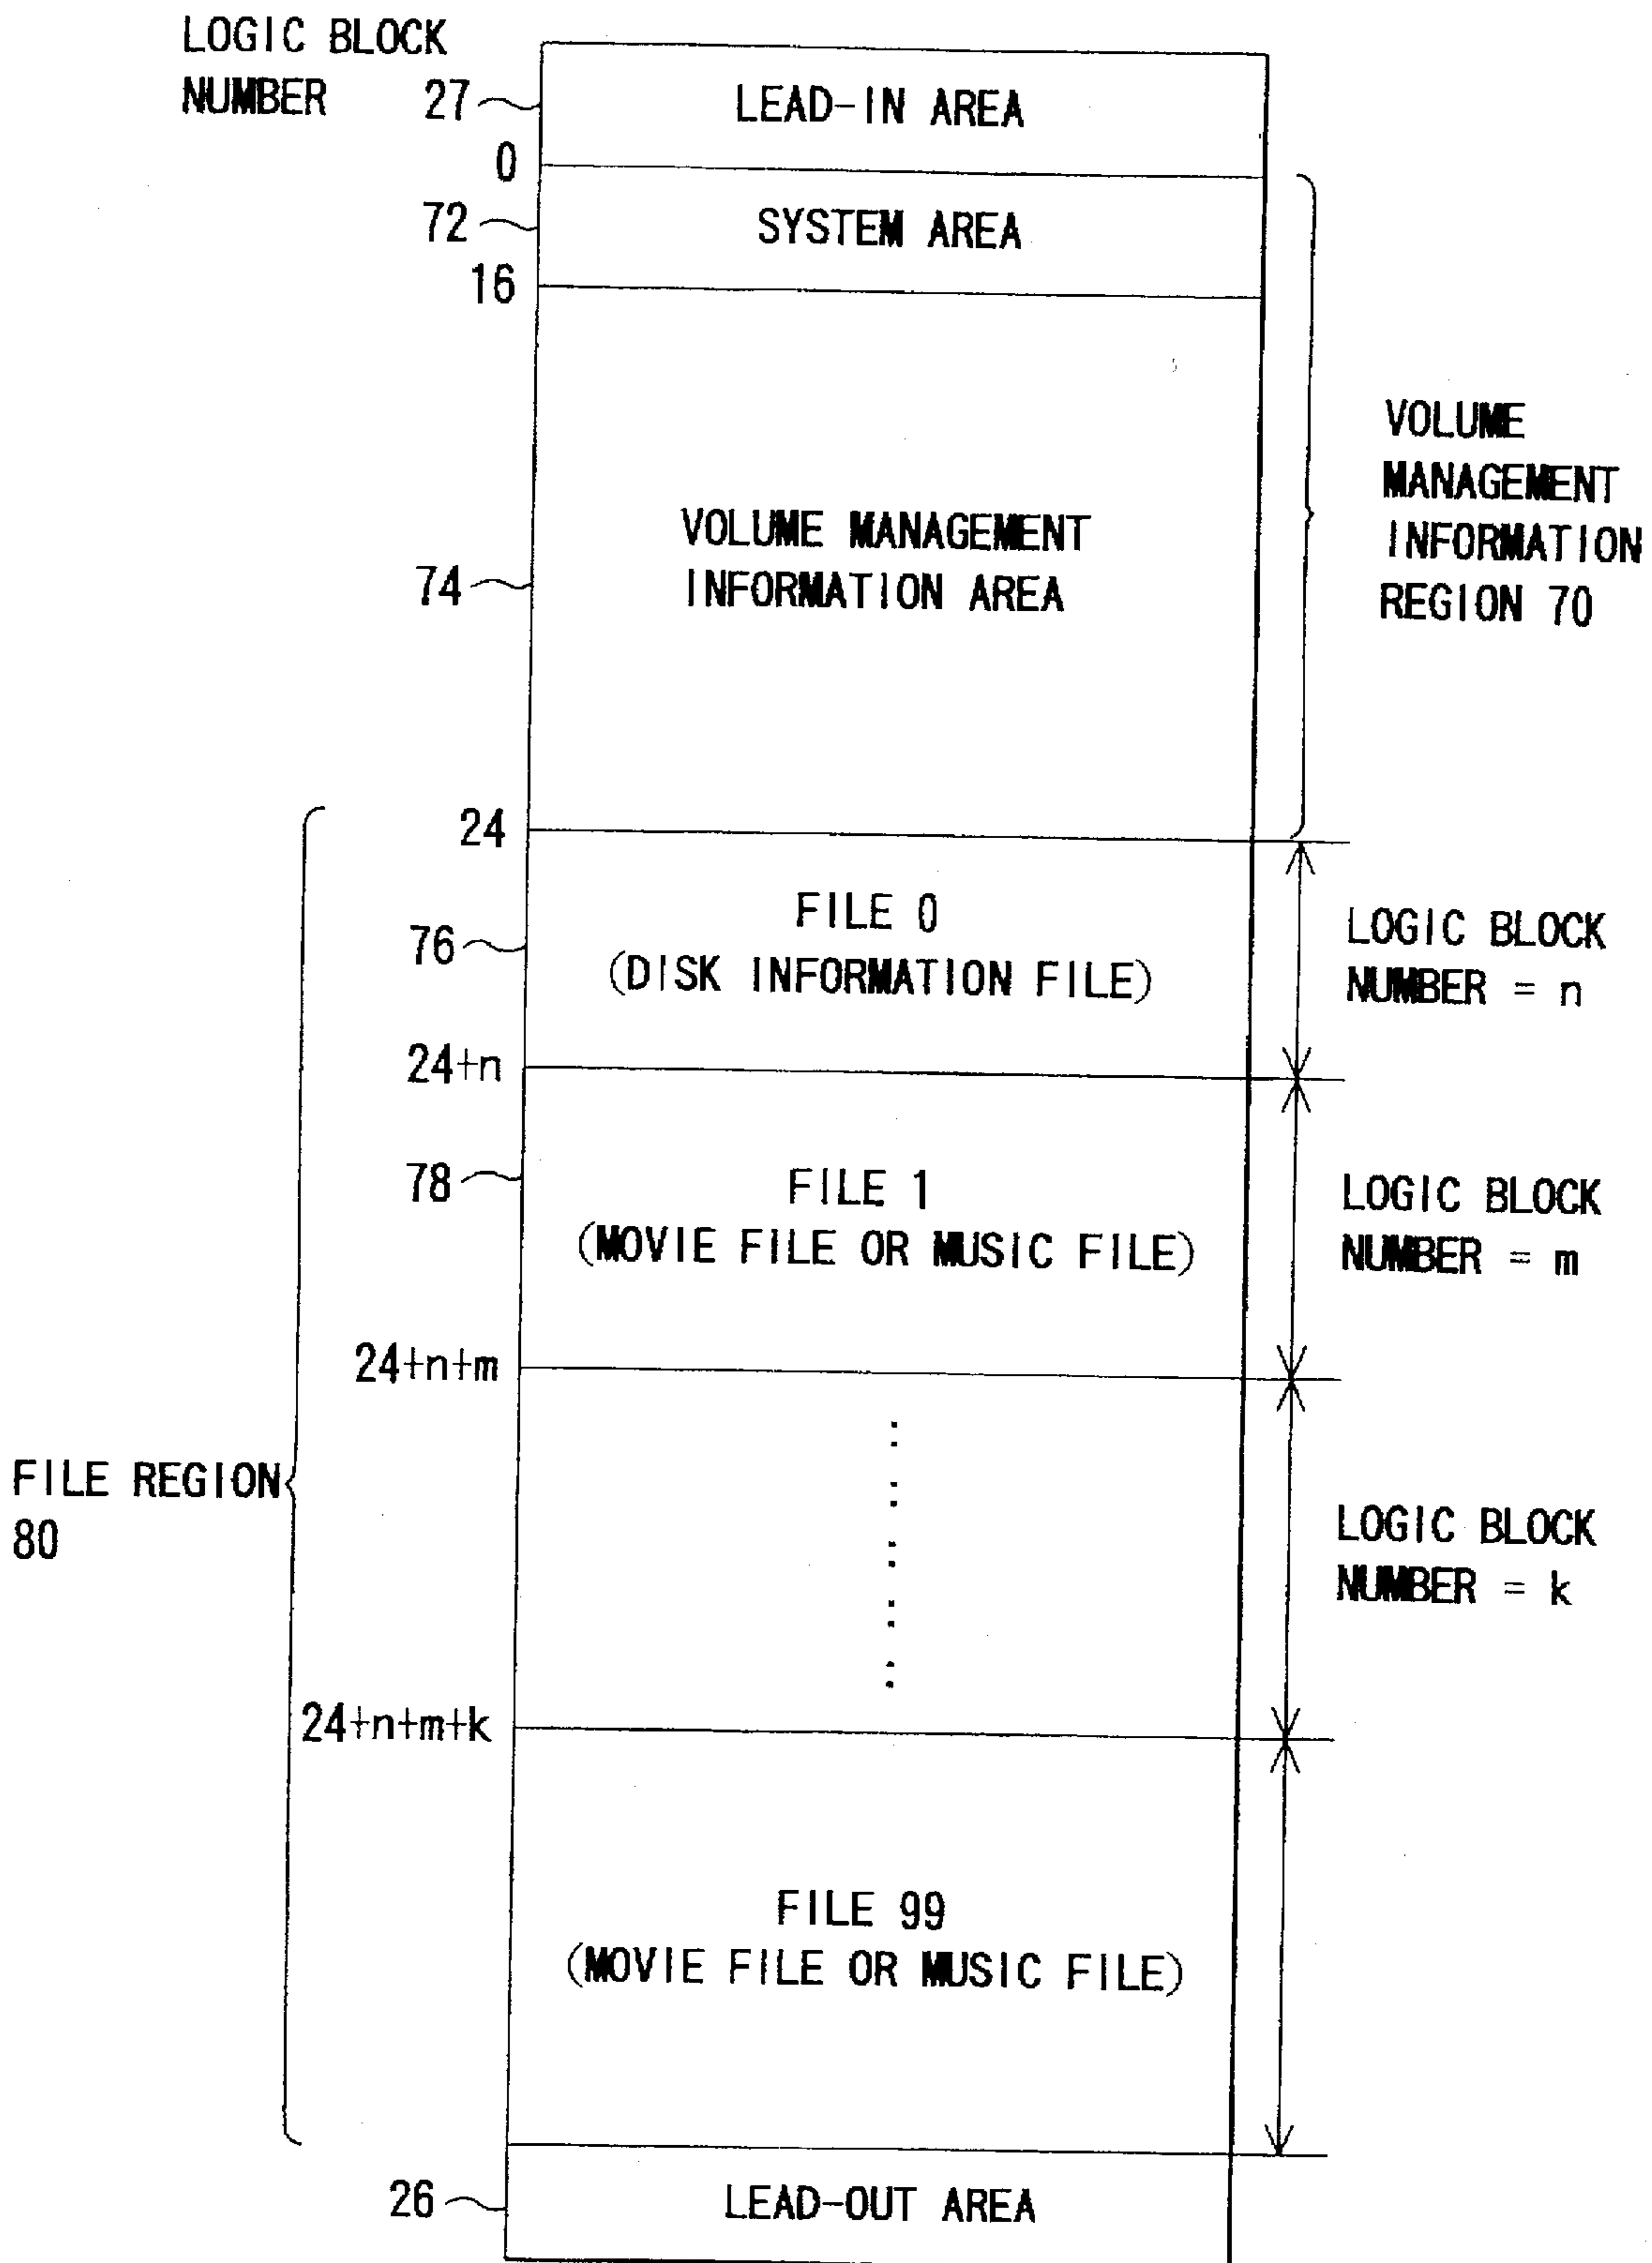 LOGIC BLOCK
NUMBER
27
LEAD-IN AREA
0
72
SYSTEM AREA
16
VOLUME
MANAGEMENT
INFORMATION
REGION 70
74
VOLUME MANAGEMENT
INFORMATION AREA
24
76
FILE 0
(DISK INFORMATION FILE)
LOGIC BLOCK
NUMBER = n
24+n
78
FILE 1
(MOVIE FILE OR MUSIC FILE)
LOGIC BLOCK
NUMBER = m
24+n+m
FILE REGION
80
LOGIC BLOCK
NUMBER = k
24+n+m+k
FILE 99
(MOVIE FILE OR MUSIC FILE)
26
LEAD-OUT AREA